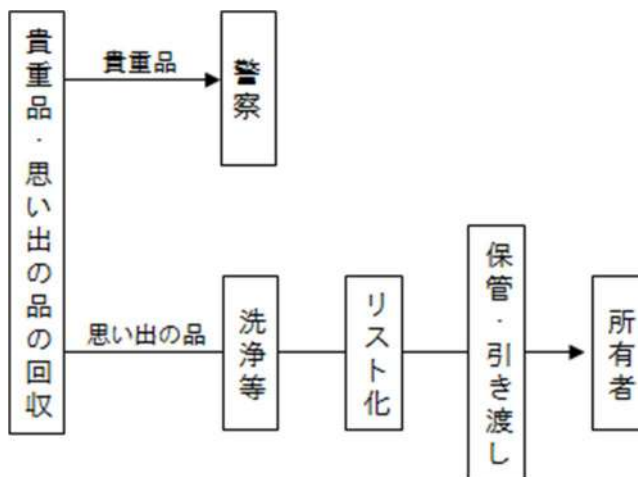 貴重品・思い出の品の回収
貴重品
警察
思い出の品
洗浄等
リスト化
保管・引き渡し
所有者